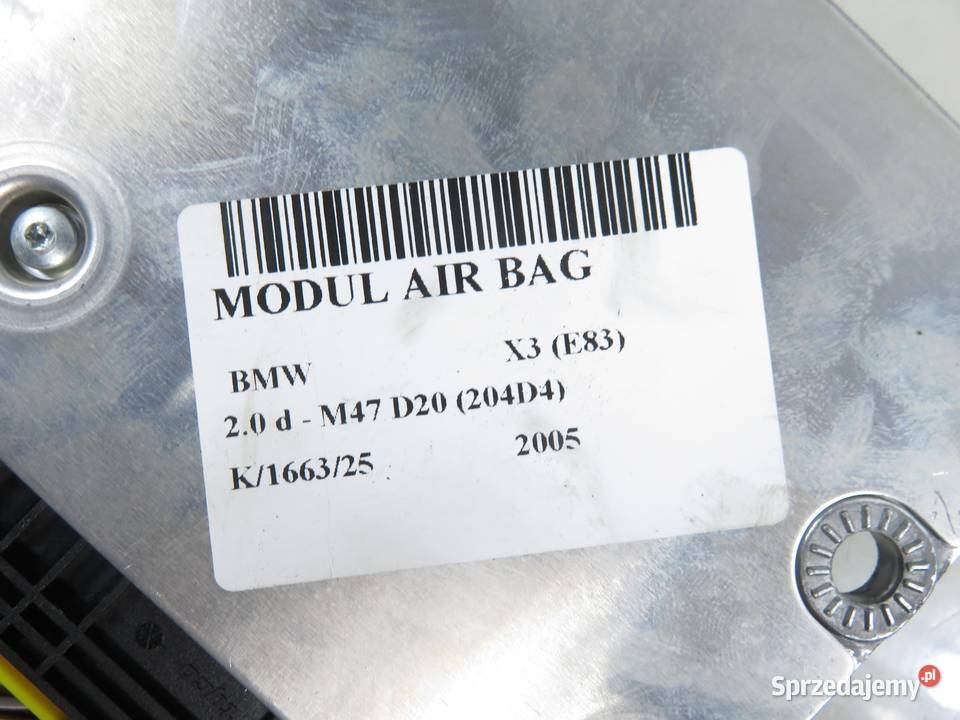 MODUL AIR BAG
BMW X3 (E83)
2.0 d - M47 D20 (204D4)
K/1663/25 2005
Sprzedajemy.pl